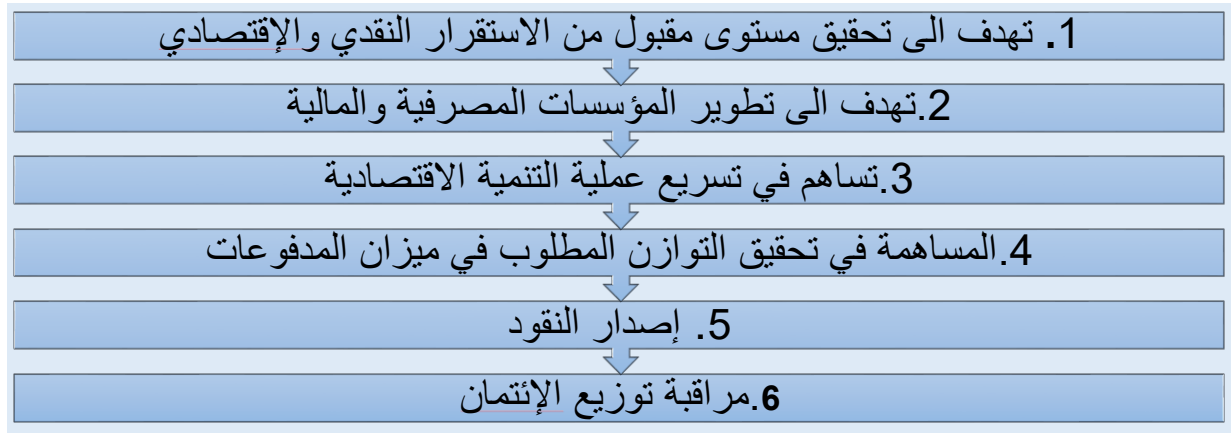 1. تهدف الى تحقيق مستوى مقبول من الاستقرار النقدي والإقتصادي
2.تهدف الى تطوير المؤسسات المصرفية والمالية
3.تساهم في تسريع عملية التنمية الاقتصادية
4.المساهمة في تحقيق التوازن المطلوب في ميزان المدفوعات
5. إصدار النقود
6.مراقبة توزيع الإئتمان